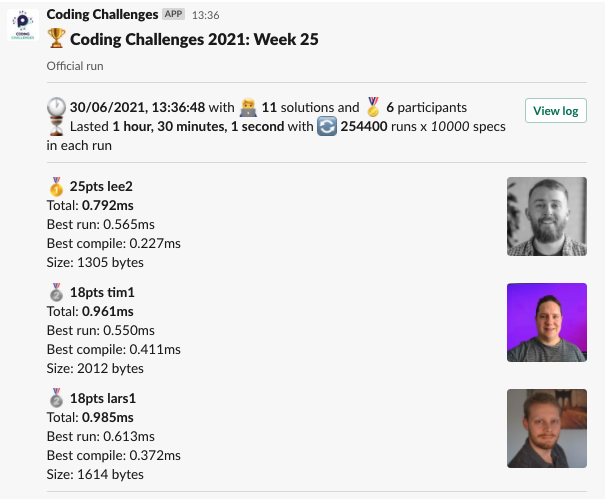 Coding Challenges APP 13:36
Coding Challenges 2021: Week 25
Official run
30/06/2021, 13:36:48 with 11 solutions and 6 participants
View log
Lasted 1 hour, 30 minutes, 1 second with 254400 runs x 10000 specs
in each run
25pts lee2
Total: 0.792ms
Best run: 0.565ms
Best compile: 0.227ms
Size: 1305 bytes
18pts tim1
Total: 0.961ms
Best run: 0.550ms
Best compile: 0.411ms
Size: 2012 bytes
18pts lars1
Total: 0.985ms
Best run: 0.613ms
Best compile: 0.372ms
Size: 1614 bytes